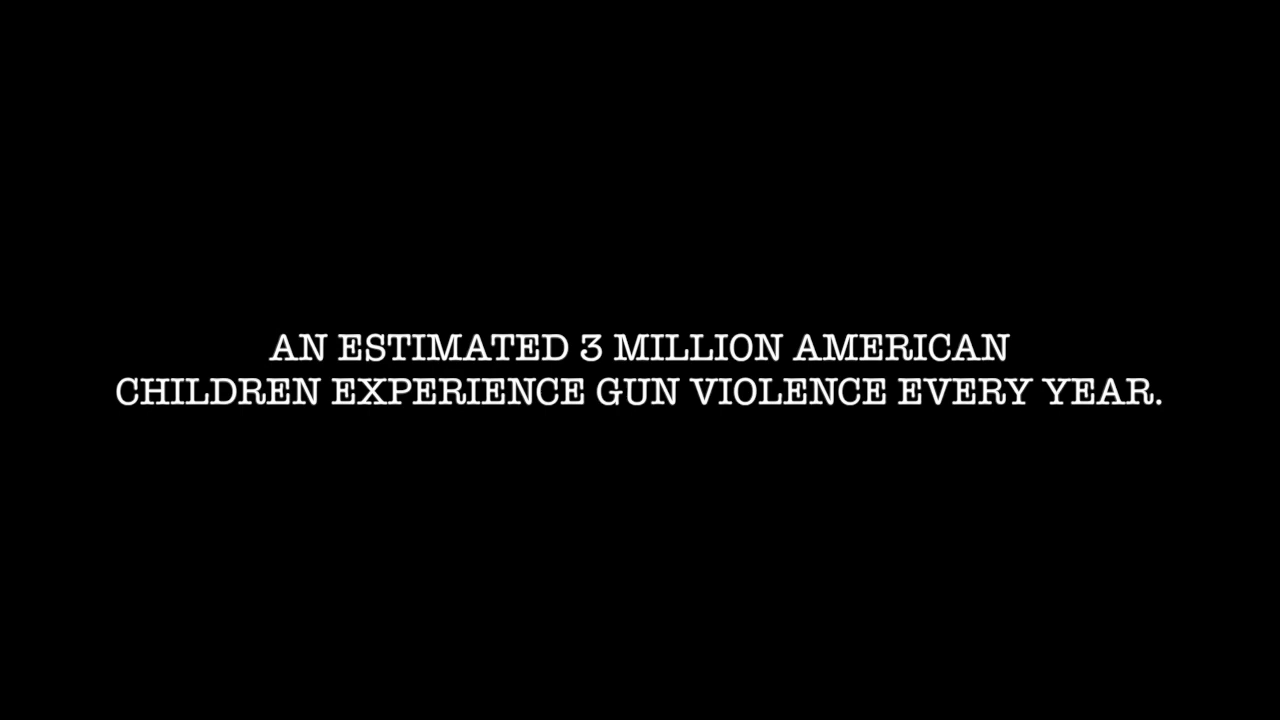 AN ESTIMATED 3 MILLION AMERICAN
CHILDREN EXPERIENCE GUN VIOLENCE EVERY YEAR.